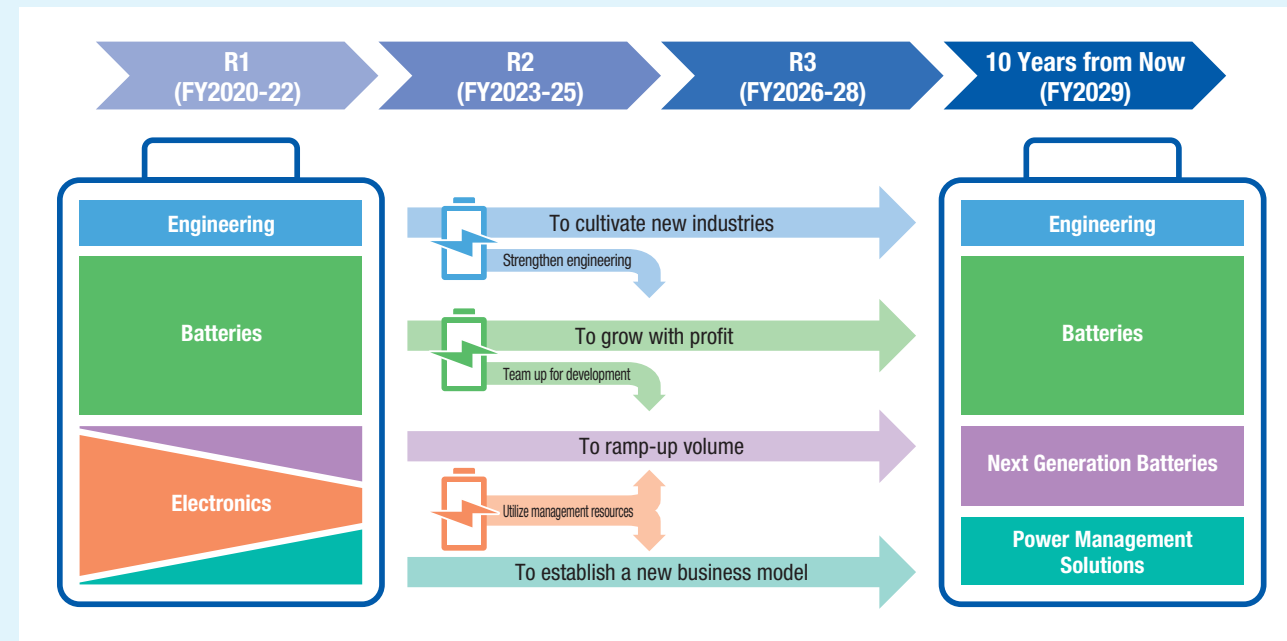 R1
(FY2020-22)
R2
(FY2023-25)
R3
(FY2026-28)
10 Years from Now
(FY2029)
Engineering
Batteries
Electronics
To cultivate new industries
Strengthen engineering
To grow with profit
Team up for development
To ramp-up volume
Utilize management resources
To establish a new business model
Engineering
Batteries
Next Generation Batteries
Power Management
Solutions